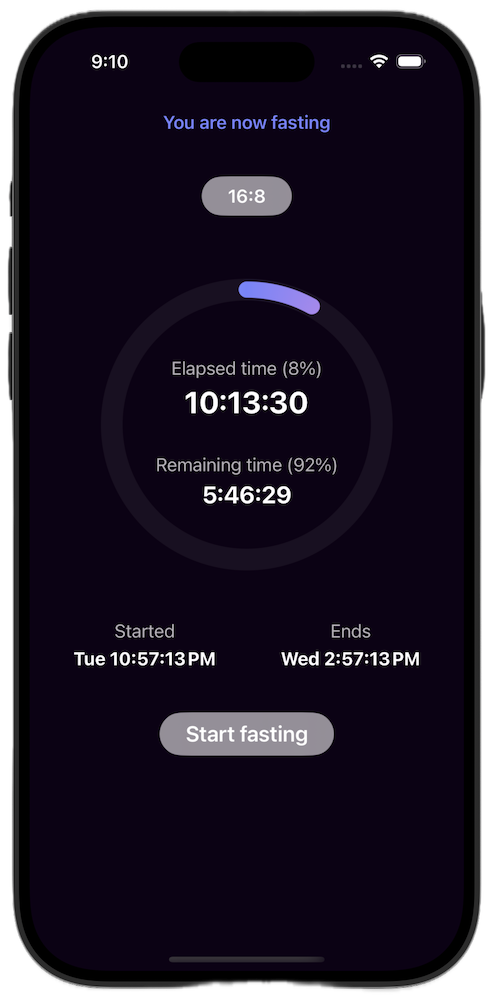 9:10
You are now fasting
16:8
Elapsed time (8%)
10:13:30
Remaining time (92%)
5:46:29
Started
Ends
Tue 10:57:13 PM
Wed 2:57:13 PM
Start fasting